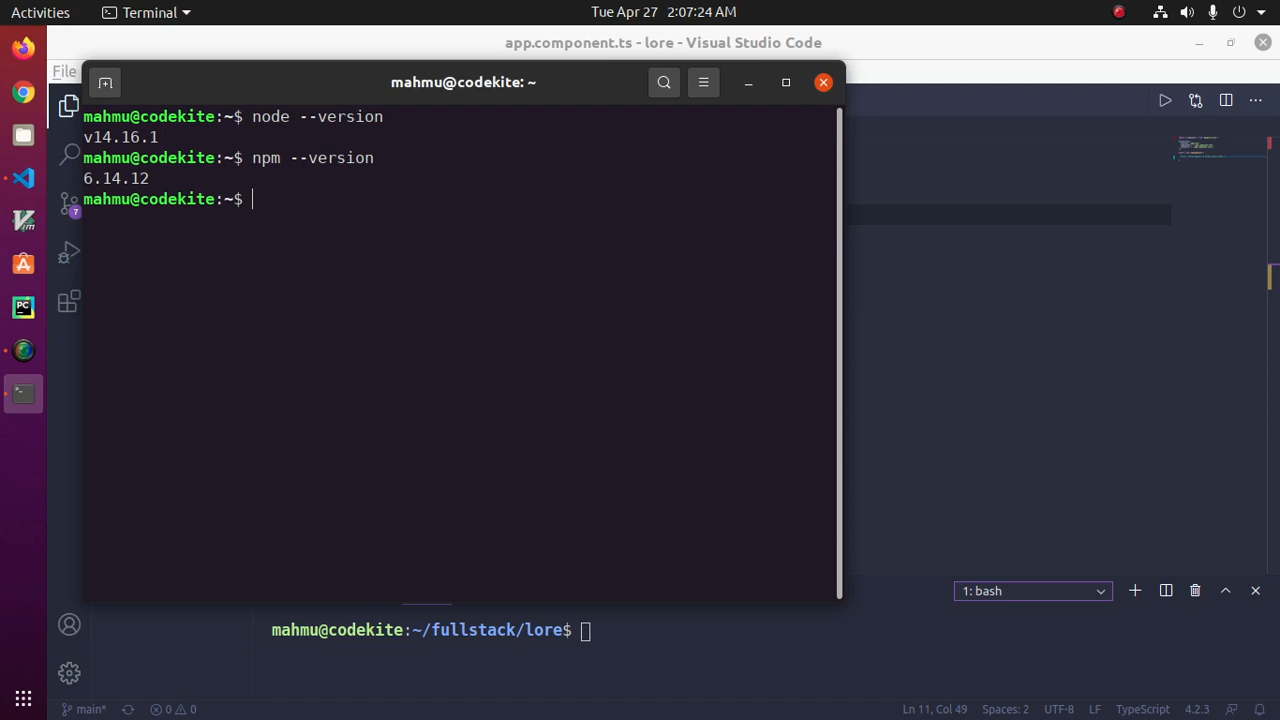 Activities
Terminal
Tue Apr 27 2:07:24 AM
app.component.ts - lore - Visual Studio Code
File
mahmu@codekite: ~
mahmu@codekite:~$ node --version
v14.16.1
mahmu@codekite:~$ npm --version
6.14.12
mahmu@codekite:~$
7
PC
1: bash
mahmu@codekite:~/fullstack/lore$
main*
0
0
Ln 11, Col 49
Spaces: 2
UTF-8
LF
TypeScript
4.2.3